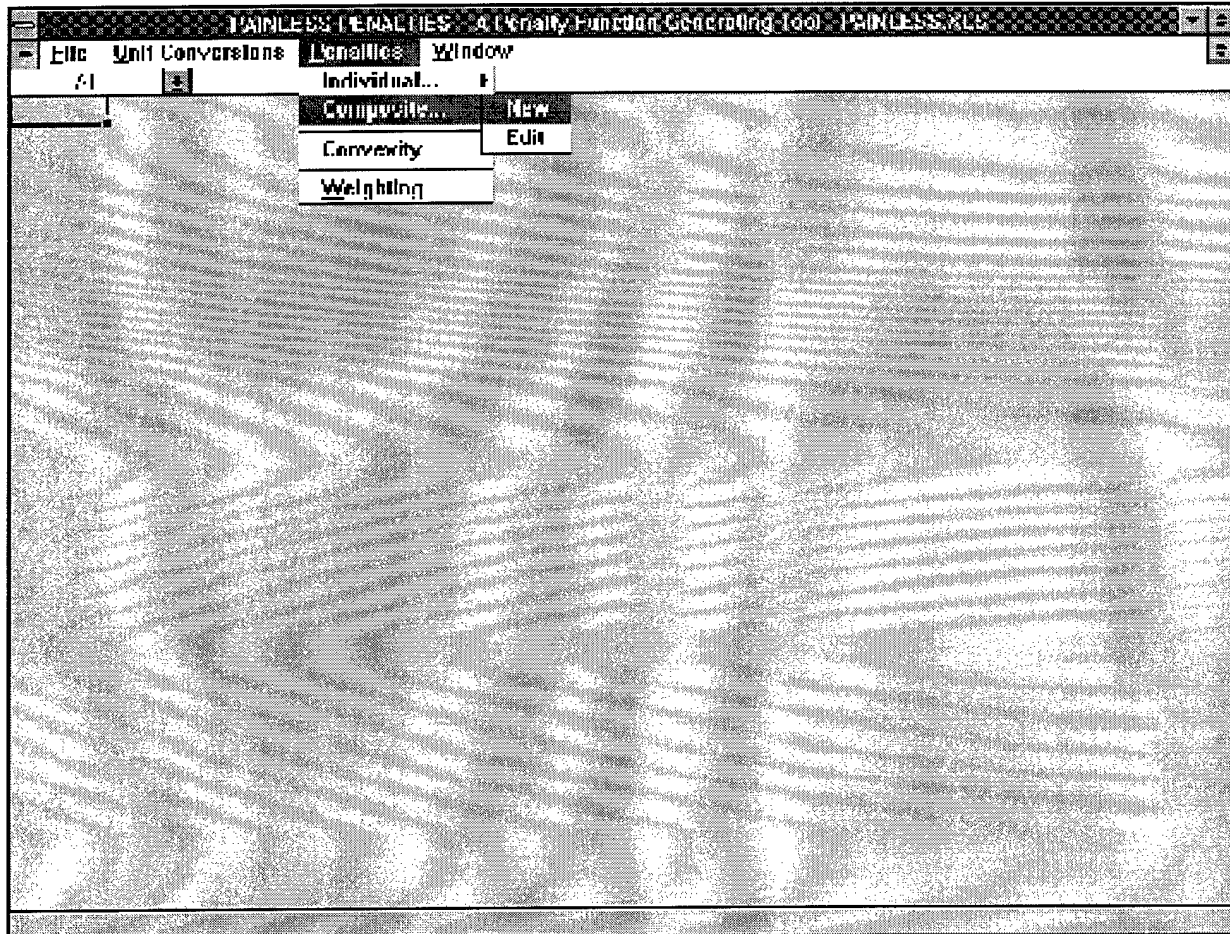 PAINLESS PENALTIES - A Penalty Function Generating Tool - PAINLESS.XLS
File Unit Conversions Penalties Window
A1
Individual...
Composite... New
Edit
Convexity
Weighting